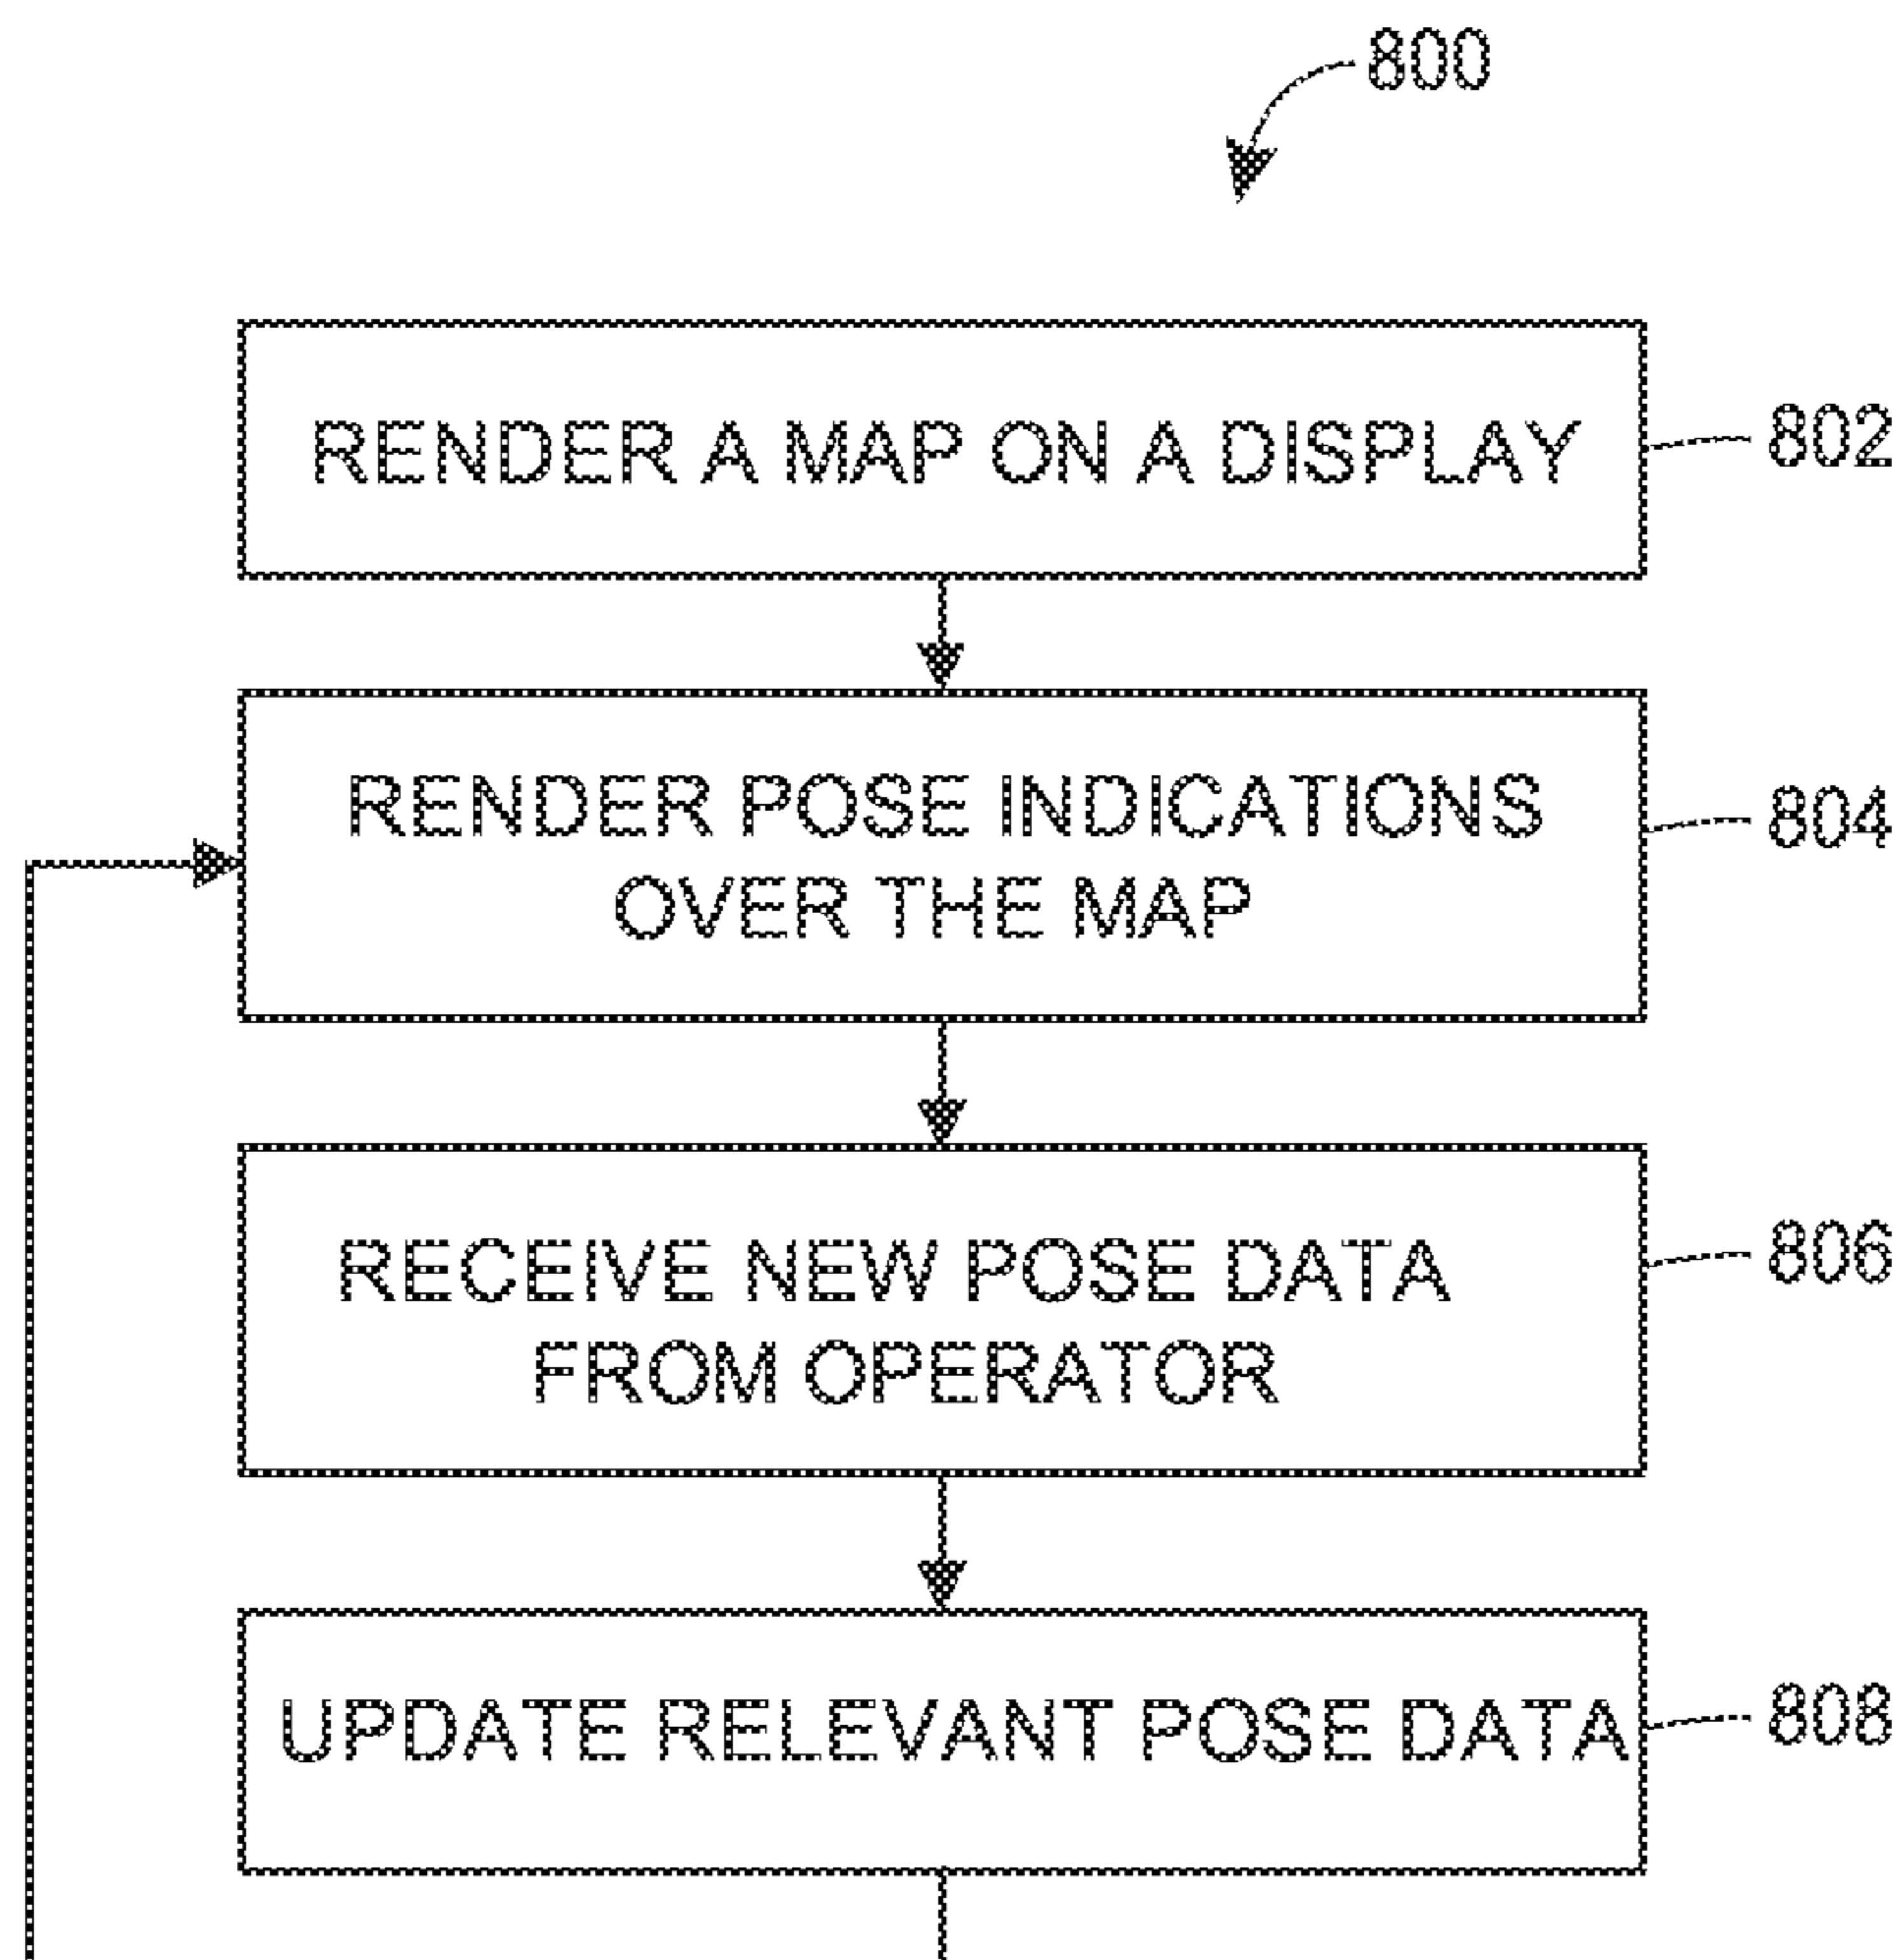 800
RENDER A MAP ON A DISPLAY
802
RENDER POSE INDICATIONS
OVER THE MAP
804
RECEIVE NEW POSE DATA
FROM OPERATOR
806
UPDATE RELEVANT POSE DATA
808